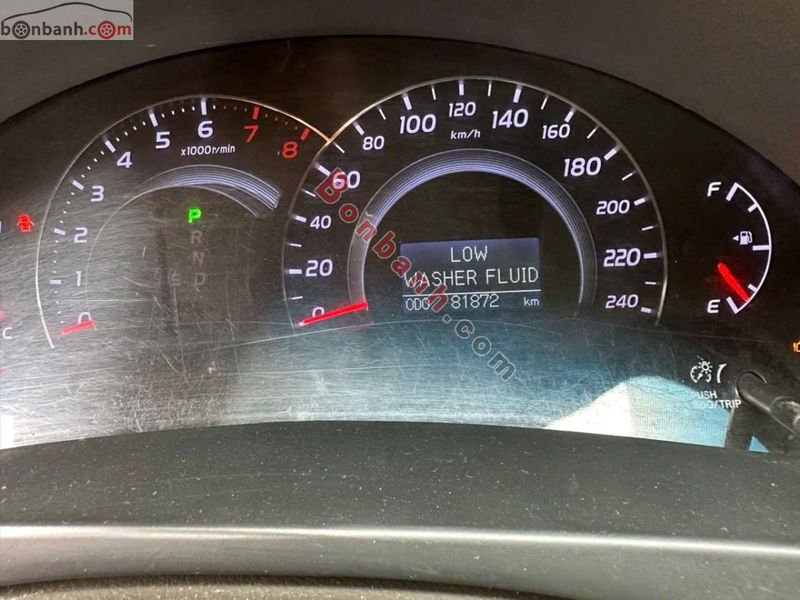 bonbanh.com
0 1 2 3 4 5 6 7 8
x1000r/min
P
R
N
D
0 20 40 60 80 100 120 140 160 180 200 220 240
km/h
LOW
WASHER FLUID
ODO 81872 km
F
E
C
PUSH
ODO/TRIP
Bonbanh.com